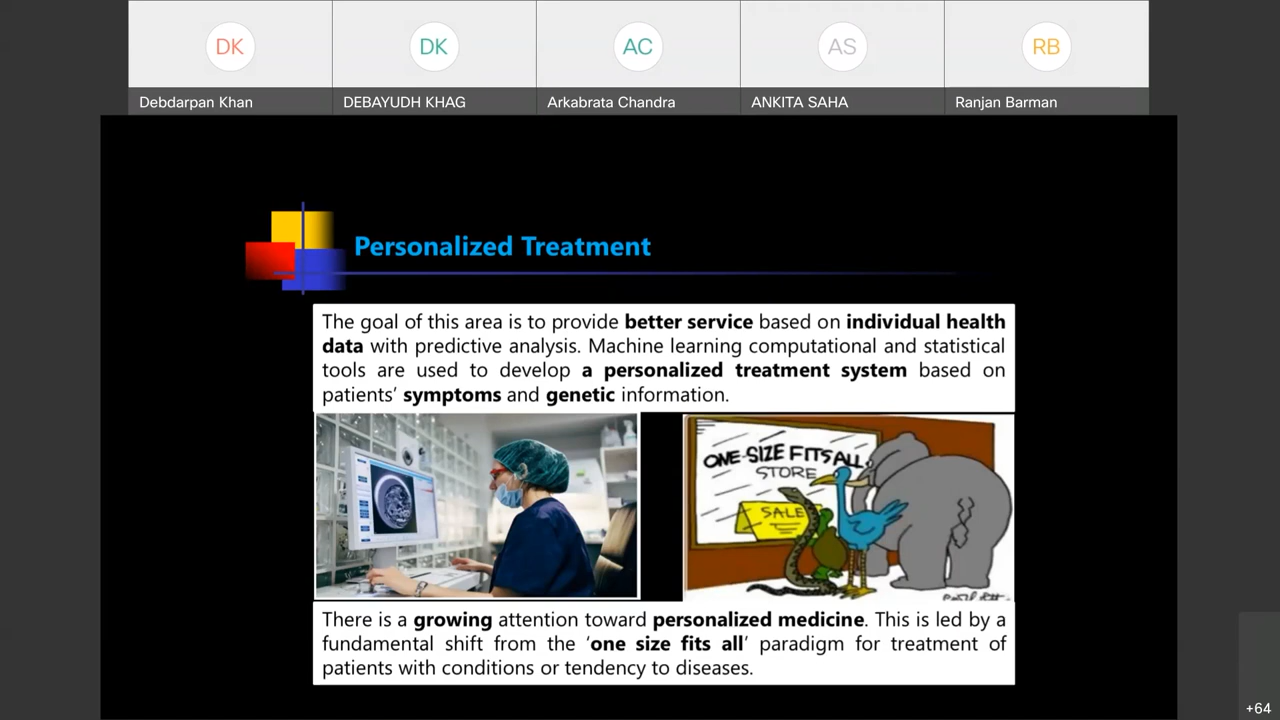 DK
DK
AC
AS
RB
Debdarpan Khan
DEBAYUDH KHAG
Arkabrata Chandra
ANKITA SAHA
Ranjan Barman
Personalized Treatment
The goal of this area is to provide better service based on individual health
data with predictive analysis. Machine learning computational and statistical
tools are used to develop a personalized treatment system based on
patients’ symptoms and genetic information.
ONE-SIZE FITS ALL
STORE
SALE
There is a growing attention toward personalized medicine. This is led by a
fundamental shift from the ‘one size fits all’ paradigm for treatment of
patients with conditions or tendency to diseases.
+64